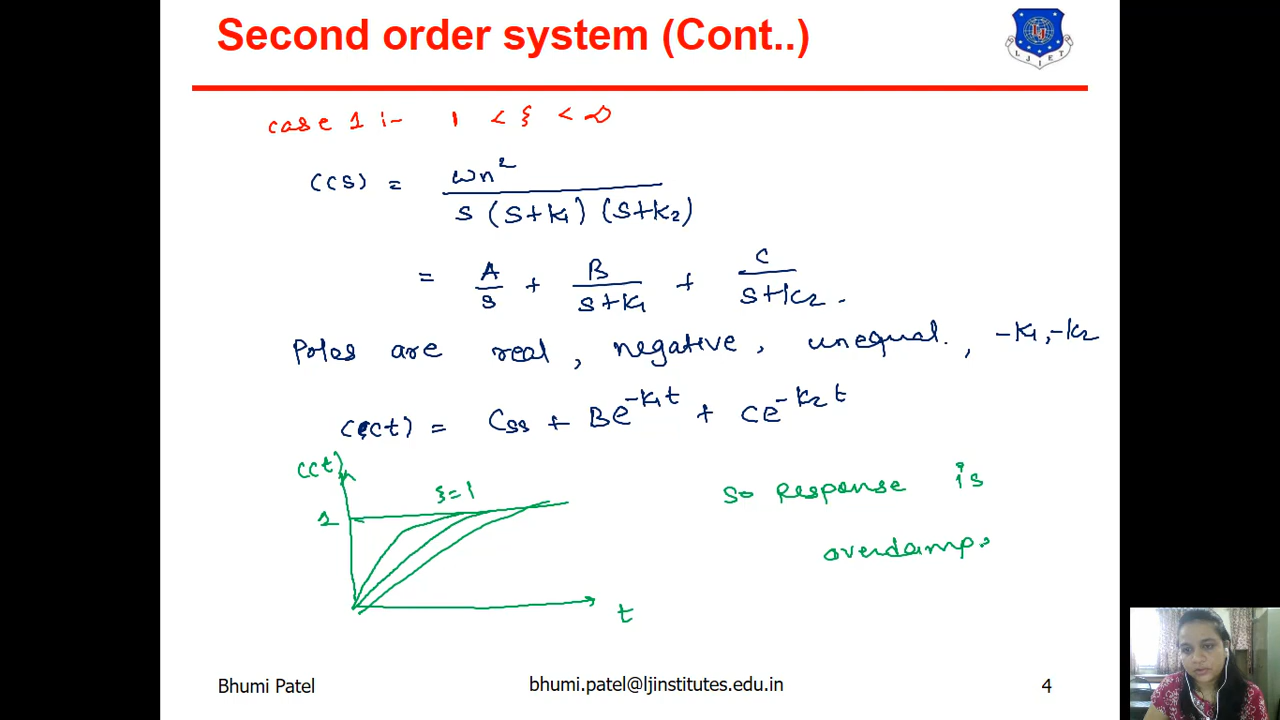 Second order system (Cont..)
LJIET
case 1 :- 1 < ξ < ∞
C(s) = ωn² / s (s+k₁) (s+k₂)
= A/s + B/s+k₁ + C/s+k₂ .
Poles are real , negative , unequal. , -k₁, -k₂
C(t) = Css + Be^-k₁t + Ce^-k₂t
C(t)
ξ=1
1
t
so response is
overdamp.
Bhumi Patel
bhumi.patel@ljinstitutes.edu.in
4